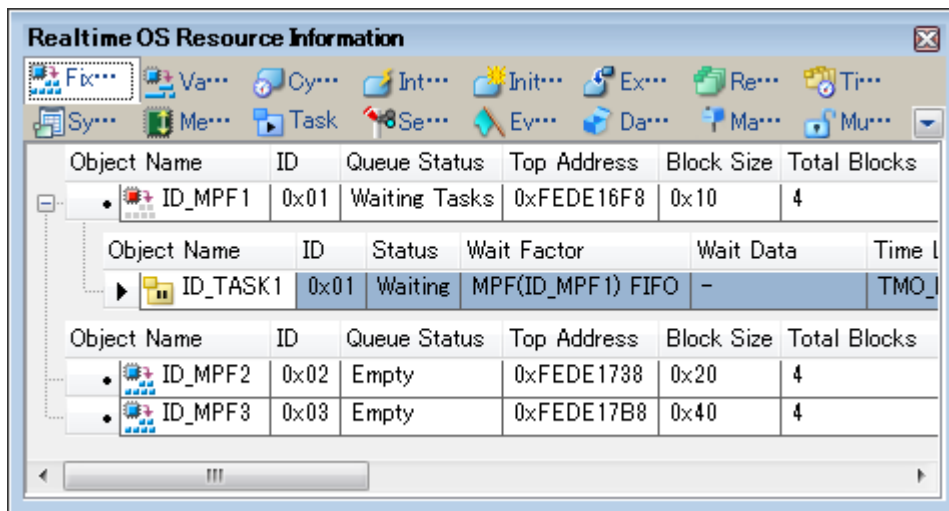 Realtime OS Resource Information
Fix··· Va··· Cy··· Int··· Init··· Ex··· Re··· Ti···
Sy··· Me··· Task Se··· Ev··· Da··· Ma··· Mu···
Object Name ID Queue Status Top Address Block Size Total Blocks
ID_MPF1 0x01 Waiting Tasks 0xFEDE16F8 0x10 4
Object Name ID Status Wait Factor Wait Data Time
ID_TASK1 0x01 Waiting MPF(ID_MPF1) FIFO - TMO_
Object Name ID Queue Status Top Address Block Size Total Blocks
ID_MPF2 0x02 Empty 0xFEDE1738 0x20 4
ID_MPF3 0x03 Empty 0xFEDE17B8 0x40 4